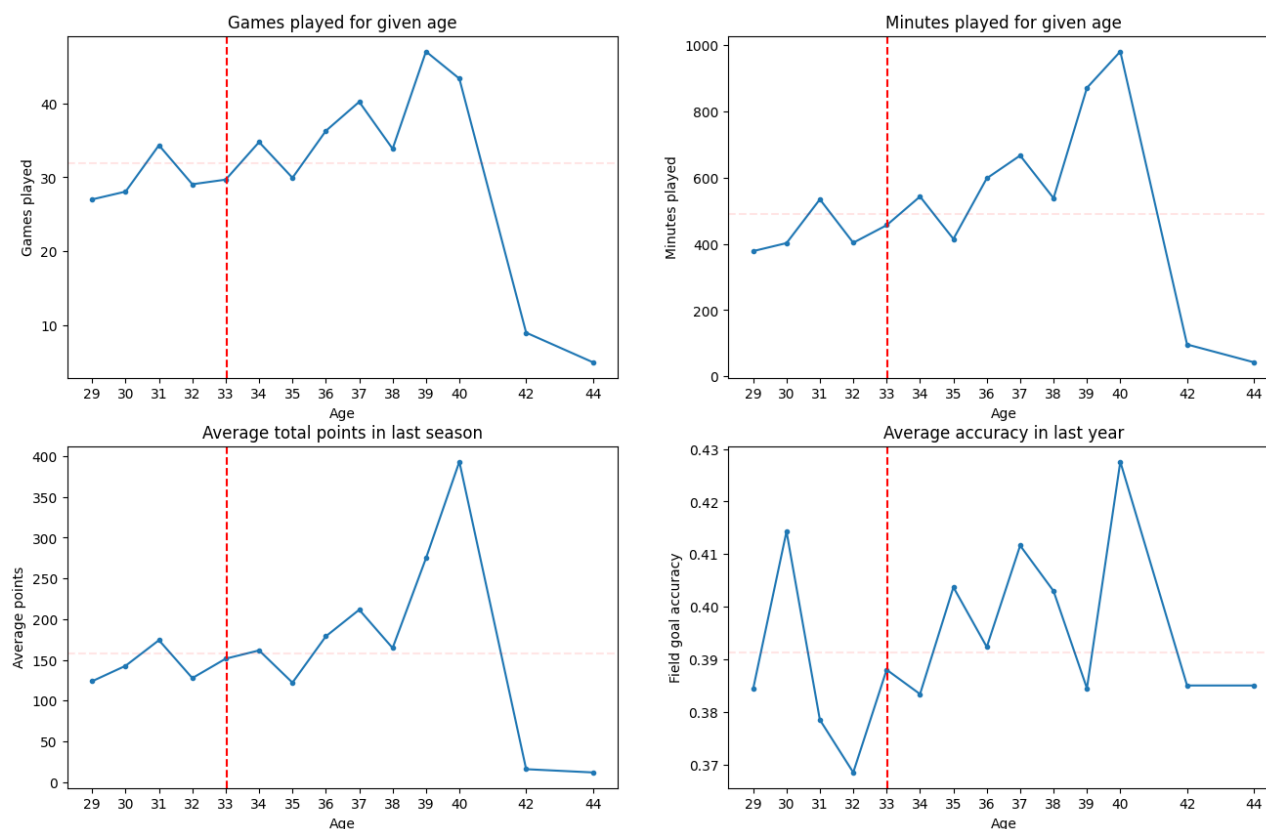 Games played for given age
Games played
40
30
20
10
29 30 31 32 33 34 35 36 37 38 39 40 42 44
Age
Minutes played for given age
Minutes played
1000
800
600
400
200
0
29 30 31 32 33 34 35 36 37 38 39 40 42 44
Age
Average total points in last season
Average points
400
350
300
250
200
150
100
50
0
29 30 31 32 33 34 35 36 37 38 39 40 42 44
Age
Average accuracy in last year
Field goal accuracy
0.43
0.42
0.41
0.40
0.39
0.38
0.37
29 30 31 32 33 34 35 36 37 38 39 40 42 44
Age